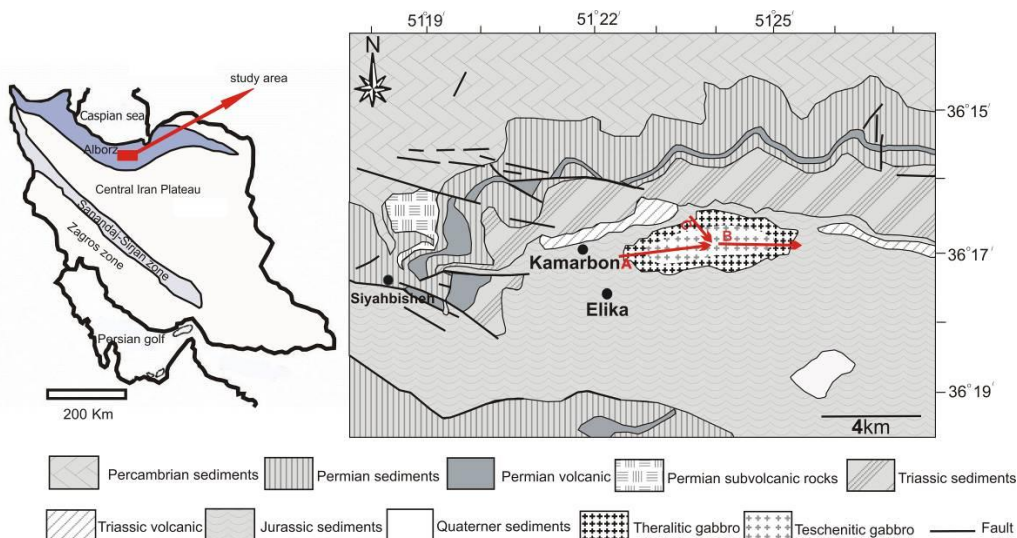 51°19′
51°22′
51°25′
N
study area
Caspian sea
Alborz
Central Iran Plateau
Sanandaj-Sirjan zone
Zagros zone
Persian golf
200 Km
36°15′
36°17′
36°19′
C
B
A
Kamarbon
Siyahbisheh
Elika
4km
Percambrian sediments
Permian sediments
Permian volcanic
Permian subvolcanic rocks
Triassic sediments
Triassic volcanic
Jurassic sediments
Quaterner sediments
Theralitic gabbro
Teschenitic gabbro
Fault